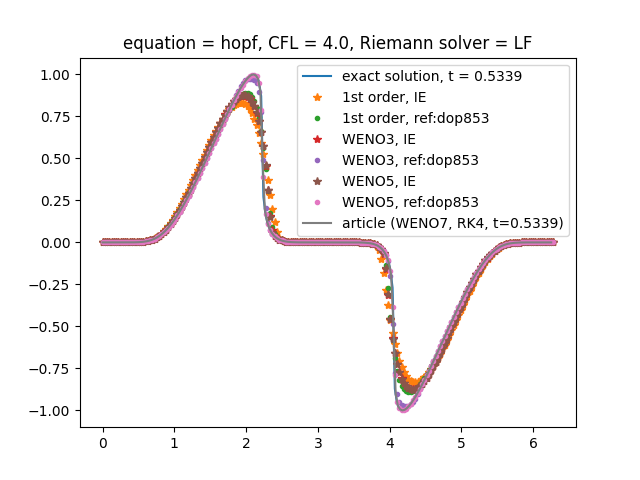 equation = hopf, CFL = 4.0, Riemann solver = LF
exact solution, t = 0.5339
1st order, IE
1st order, ref:dop853
WENO3, IE
WENO3, ref:dop853
WENO5, IE
WENO5, ref:dop853
article (WENO7, RK4, t=0.5339)
1.00
0.75
0.50
0.25
0.00
−0.25
−0.50
−0.75
−1.00
0 1 2 3 4 5 6